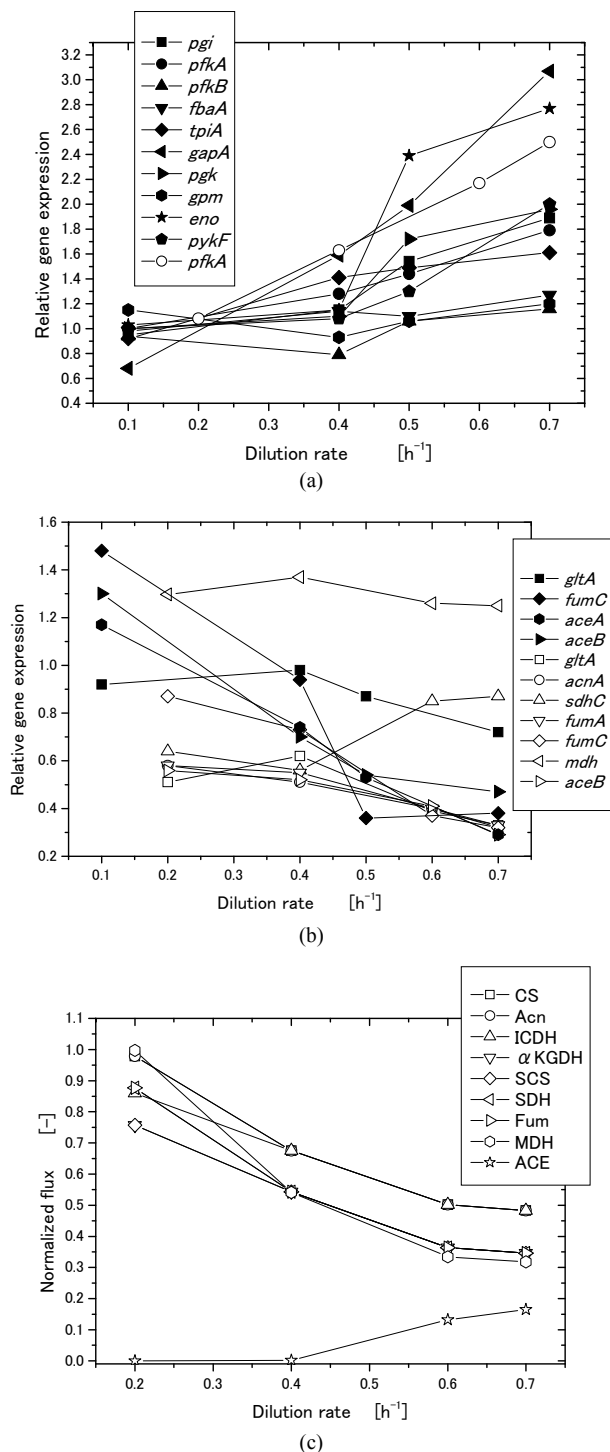 pgi
pfkA
pfkB
fbaA
tpiA
gapA
pgk
gpm
eno
pykF
pfkA
Relative gene expression
3.2
3.0
2.8
2.6
2.4
2.2
2.0
1.8
1.6
1.4
1.2
1.0
0.8
0.6
0.4
0.1 0.2 0.3 0.4 0.5 0.6 0.7
Dilution rate [h⁻¹]
(a)
Relative gene expression
1.6
1.4
1.2
1.0
0.8
0.6
0.4
0.2
gltA
fumC
aceA
aceB
gltA
acnA
sdhC
fumA
fumC
mdh
aceB
0.1 0.2 0.3 0.4 0.5 0.6 0.7
Dilution rate [h⁻¹]
(b)
CS
Acn
ICDH
αKGDH
SCS
SDH
Fum
MDH
ACE
Normalized flux [-]
1.1
1.0
0.9
0.8
0.7
0.6
0.5
0.4
0.3
0.2
0.1
0.0
0.2 0.3 0.4 0.5 0.6 0.7
Dilution rate [h⁻¹]
(c)